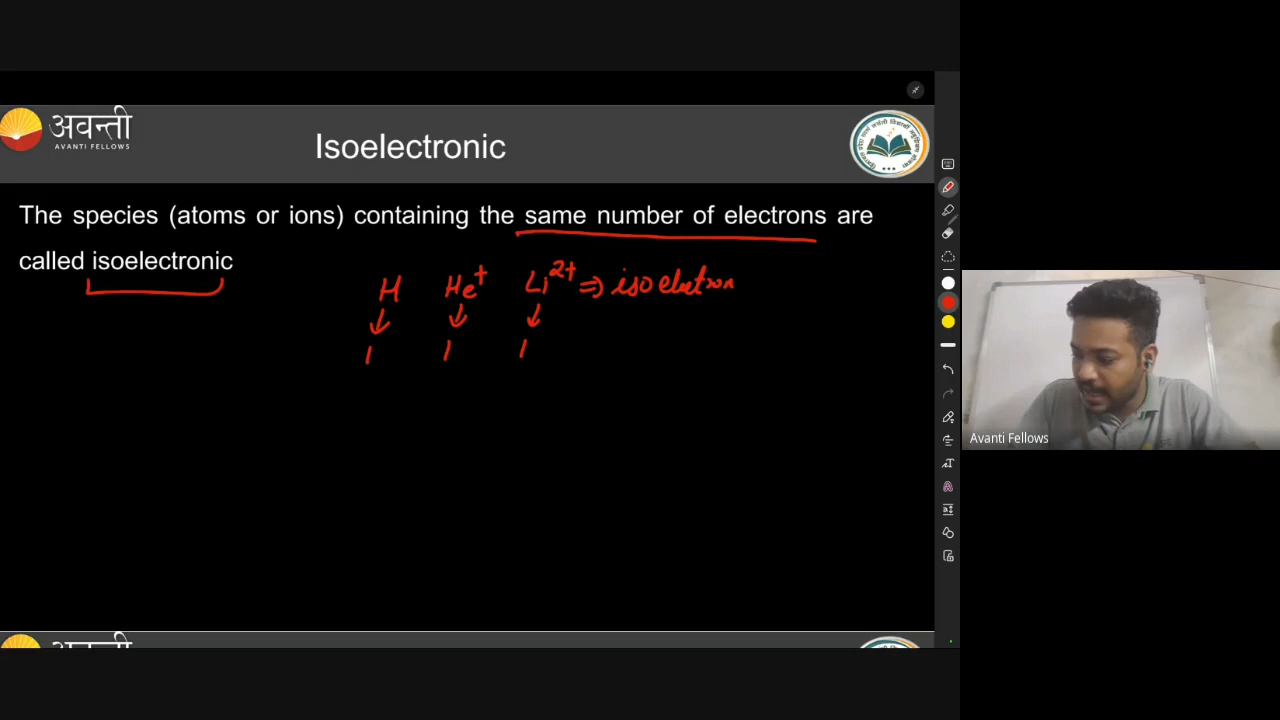 अवन्ती
AVANTI FELLOWS
Isoelectronic
The species (atoms or ions) containing the same number of electrons are
called isoelectronic
H He+ Li2+ ⇒ isoelectron
↓ ↓ ↓
1 1 1
Avanti Fellows
अवन्ती